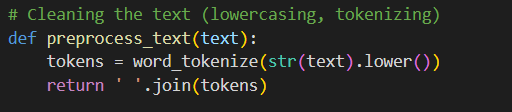 # Cleaning the text (lowercasing, tokenizing)
def preprocess_text(text):
    tokens = word_tokenize(str(text).lower())
    return ' '.join(tokens)